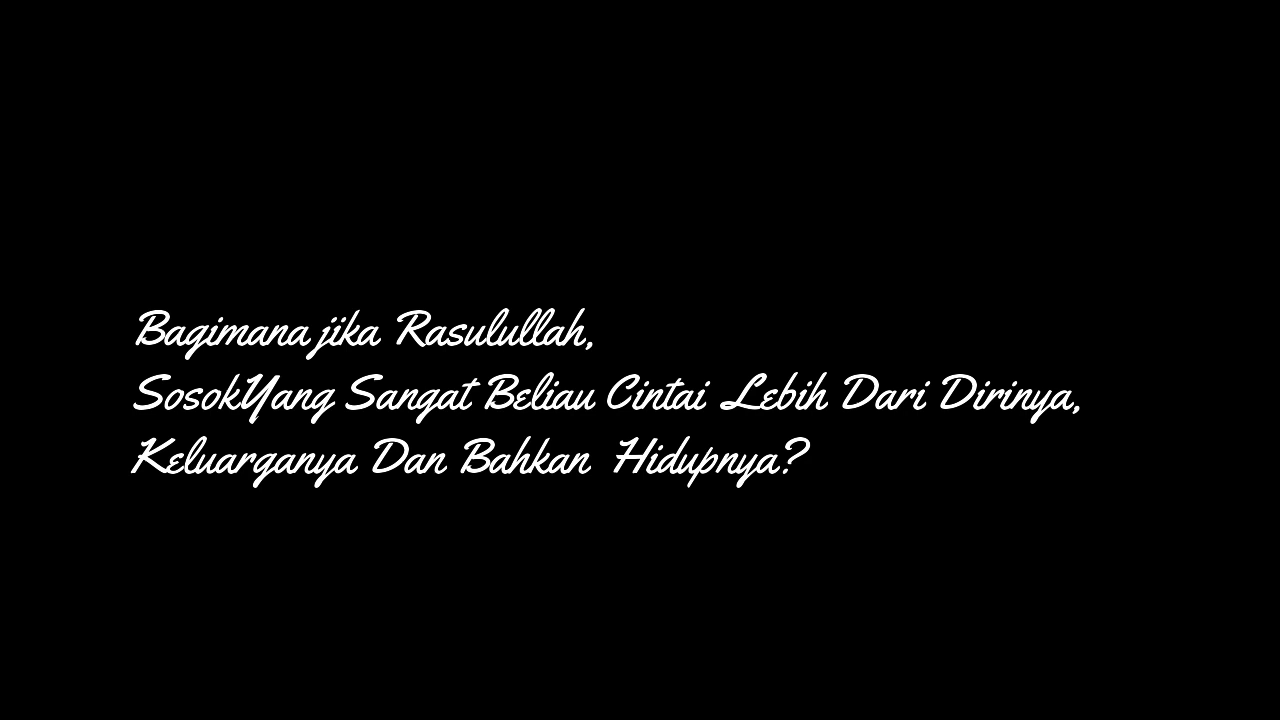 Bagimana jika Rasulullah,
SosokYang Sangat Beliau Cintai Lebih Dari Dirinya,
Keluarganya Dan Bahkan Hidupnya?